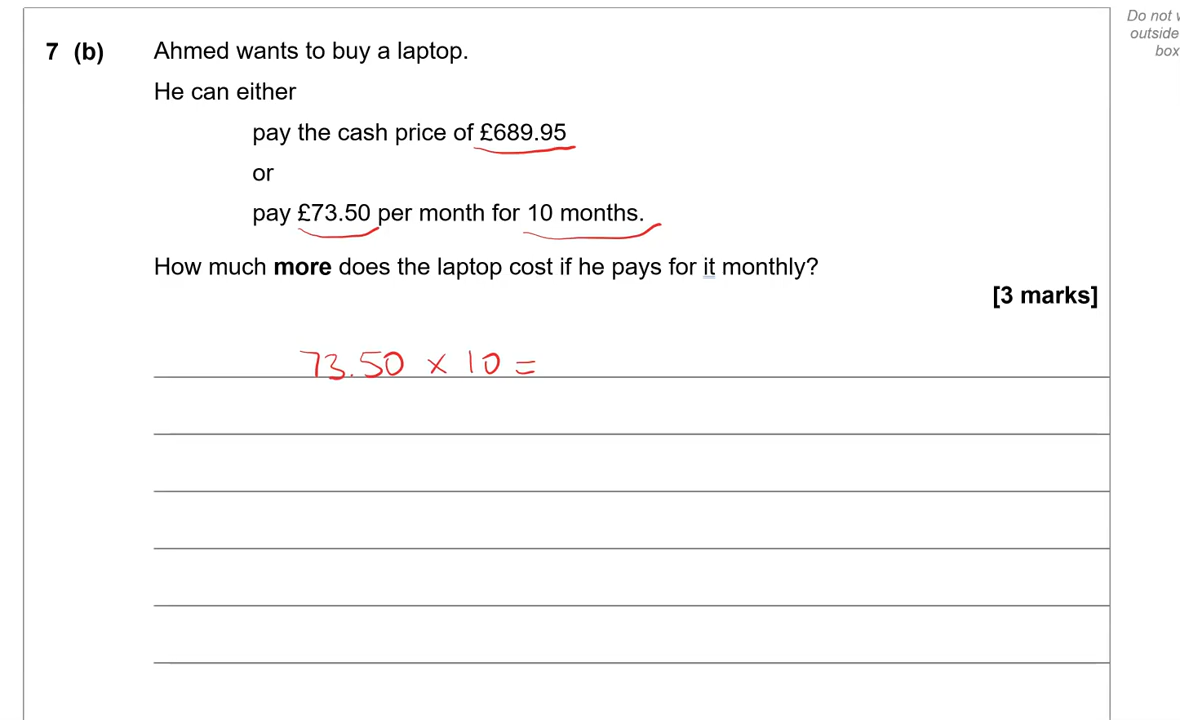 Do not
outside
box
7 (b) Ahmed wants to buy a laptop.
He can either
pay the cash price of £689.95
or
pay £73.50 per month for 10 months.
How much more does the laptop cost if he pays for it monthly?
[3 marks]
73.50 × 10 =